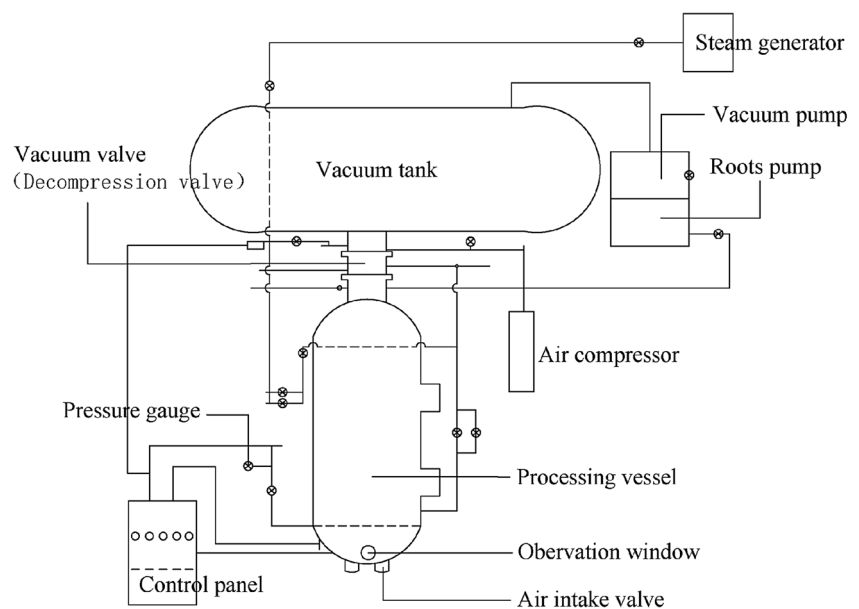 Steam generator
Vacuum pump
Vacuum valve
（Decompression valve）
Vacuum tank
Roots pump
Air compressor
Pressure gauge
Processing vessel
Obervation window
Control panel
Air intake valve